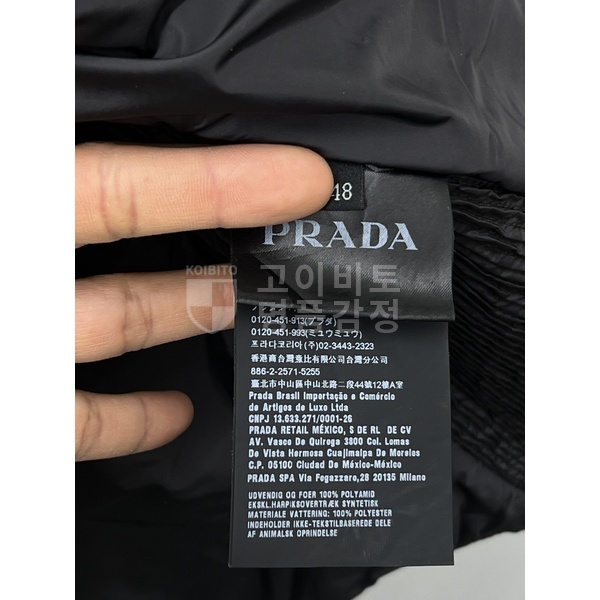 48
PRADA
KOIBITO
고이비토
명품감정
0120-451-913(プラダ)
0120-451-993(ミュウミュウ)
프라다코리아(주)02-3443-2323
香港商台灣蒲比有限公司台灣分公司
886-2-2571-5255
臺北市中山區中山北路二段44號12樓A室
Prada Brasil Importação e Comércio
de Artigos de Luxo Ltda
CNPJ 13.633.271/0001-26
PRADA RETAIL MÉXICO, S DE RL DE CV
AV. Vasco De Quiroga 3800 Col. Lomas
De Vista Hermosa Cuajimalpa De Morelos
C.P. 05100 Ciudad De México-México
PRADA SPA Via Fogazzaro,28 20135 Milano
UDVENDIG OG FOER 100% POLYAMID
EKSKL.HARPIKSOVERTRÆK SYNTETISK
MATERIALE VATTERING: 100% POLYESTER
INDEHOLDER IKKE-TEKSTILBASEREDE DELE
AF ANIMALSK OPRINDELSE